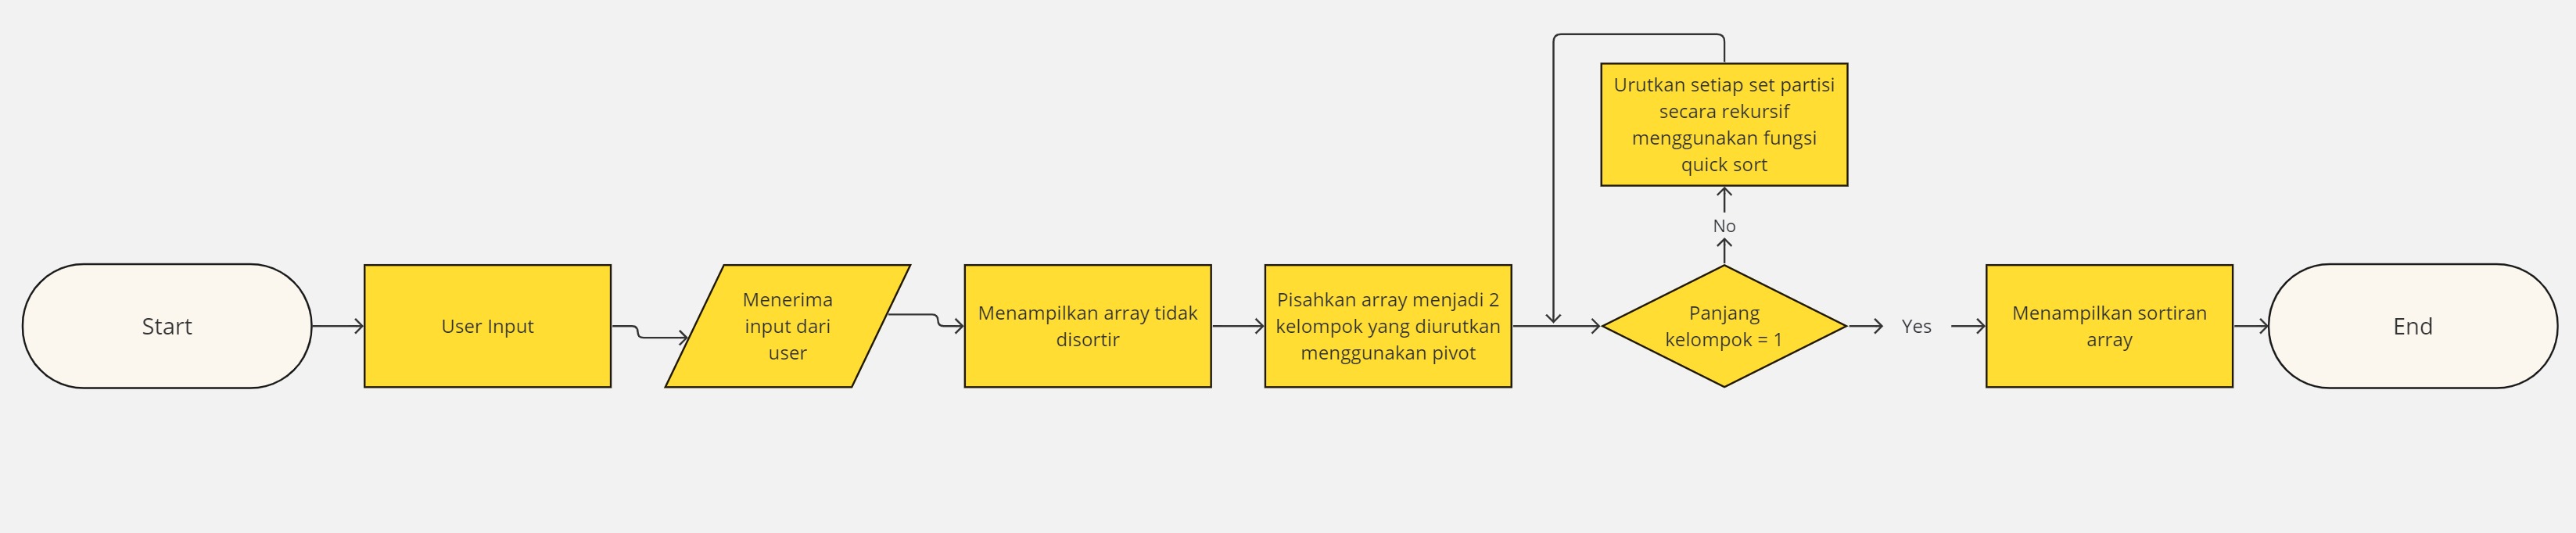 Start
User Input
Menerima
input dari
user
Menampilkan array tidak
disortir
Pisahkan array menjadi 2
kelompok yang diurutkan
menggunakan pivot
Panjang
kelompok = 1
No
Urutkan setiap set partisi
secara rekursif
menggunakan fungsi
quick sort
Yes
Menampilkan sortiran
array
End